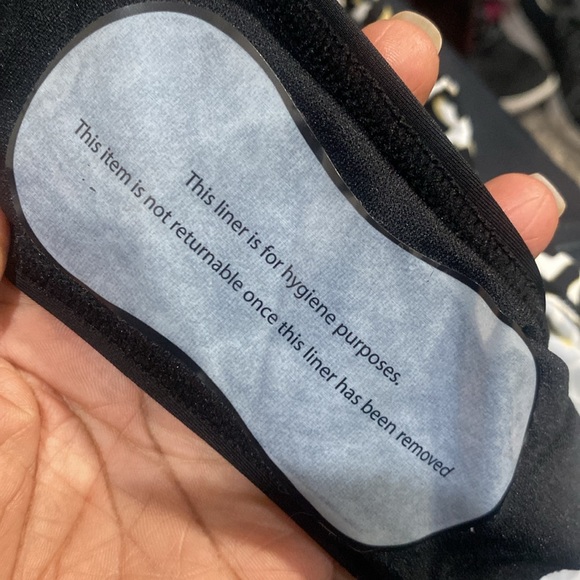 This liner is for hygiene purposes.
This item is not returnable once this liner has been removed